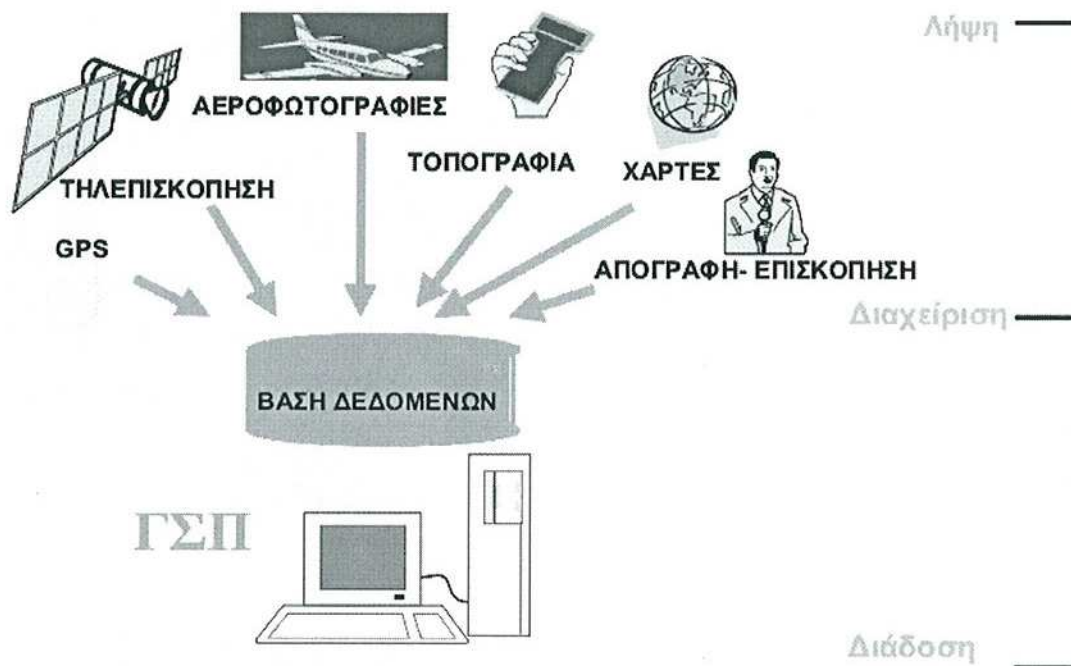 Λήψη
ΑΕΡΟΦΩΤΟΓΡΑΦΙΕΣ
ΤΟΠΟΓΡΑΦΙΑ
ΧΑΡΤΕΣ
ΤΗΛΕΠΙΣΚΟΠΗΣΗ
GPS
ΑΠΟΓΡΑΦΗ- ΕΠΙΣΚΟΠΗΣΗ
Διαχείριση
ΒΑΣΗ ΔΕΔΟΜΕΝΩΝ
ΓΣΠ
Διάδοση